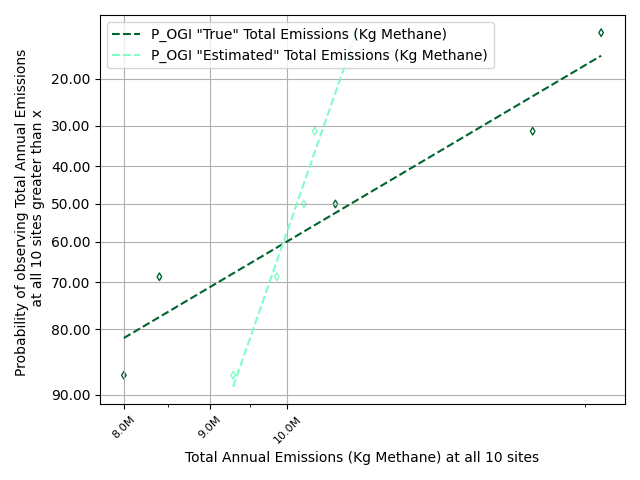 P_OGI "True" Total Emissions (Kg Methane)
P_OGI "Estimated" Total Emissions (Kg Methane)
Probability of observing Total Annual Emissions
at all 10 sites greater than x
20.00
30.00
40.00
50.00
60.00
70.00
80.00
90.00
8.0M
9.0M
10.0M
Total Annual Emissions (Kg Methane) at all 10 sites